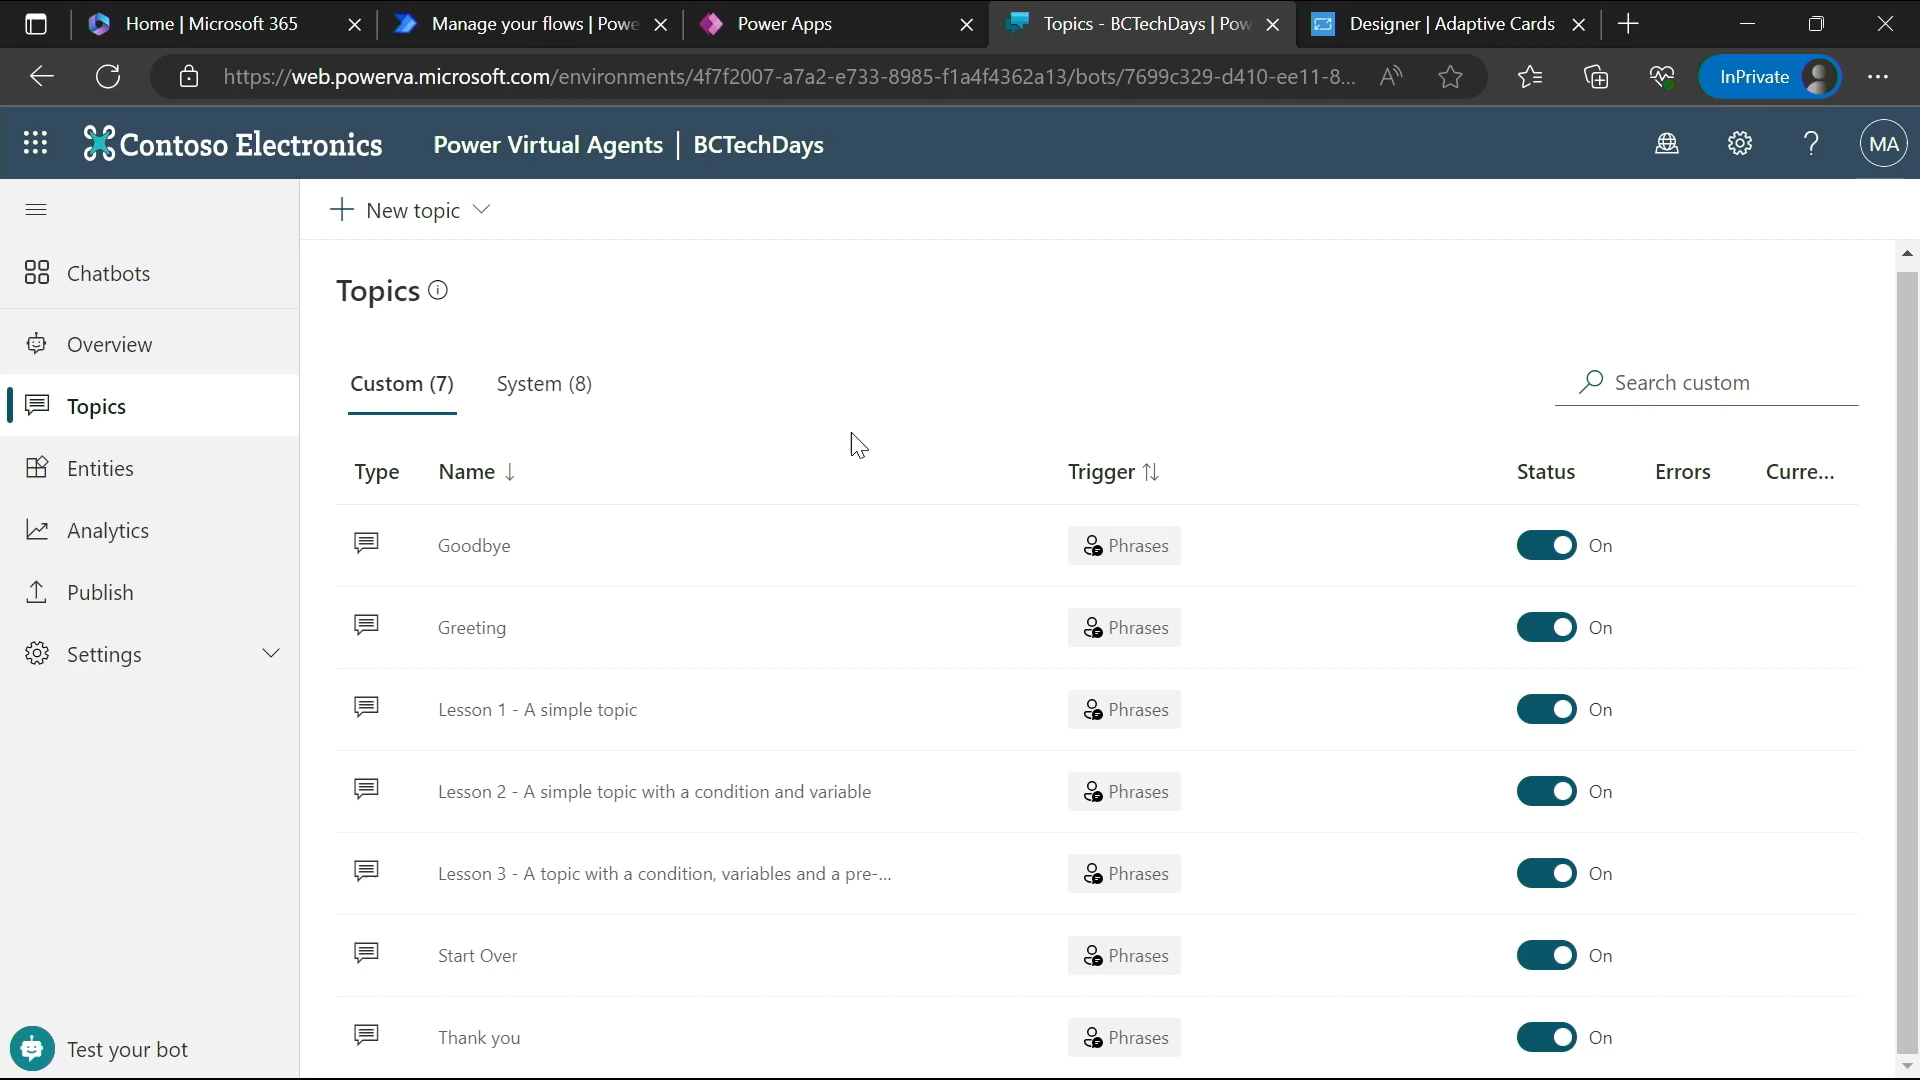 Home | Microsoft 365
Manage your flows | Powe
Power Apps
Topics - BCTechDays | Pow
Designer | Adaptive Cards
https://web.powerva.microsoft.com/environments/4f7f2007-a7a2-e733-8985-f1a4f4362a13/bots/7699c329-d410-ee11-8...
InPrivate
Contoso Electronics
Power Virtual Agents | BCTechDays
MA
New topic
Chatbots
Overview
Topics
Entities
Analytics
Publish
Settings
Test your bot
Topics
Custom (7)
System (8)
Search custom
Type Name Trigger Status Errors Curre...
Goodbye Phrases On
Greeting Phrases On
Lesson 1 - A simple topic Phrases On
Lesson 2 - A simple topic with a condition and variable Phrases On
Lesson 3 - A topic with a condition, variables and a pre-... Phrases On
Start Over Phrases On
Thank you Phrases On